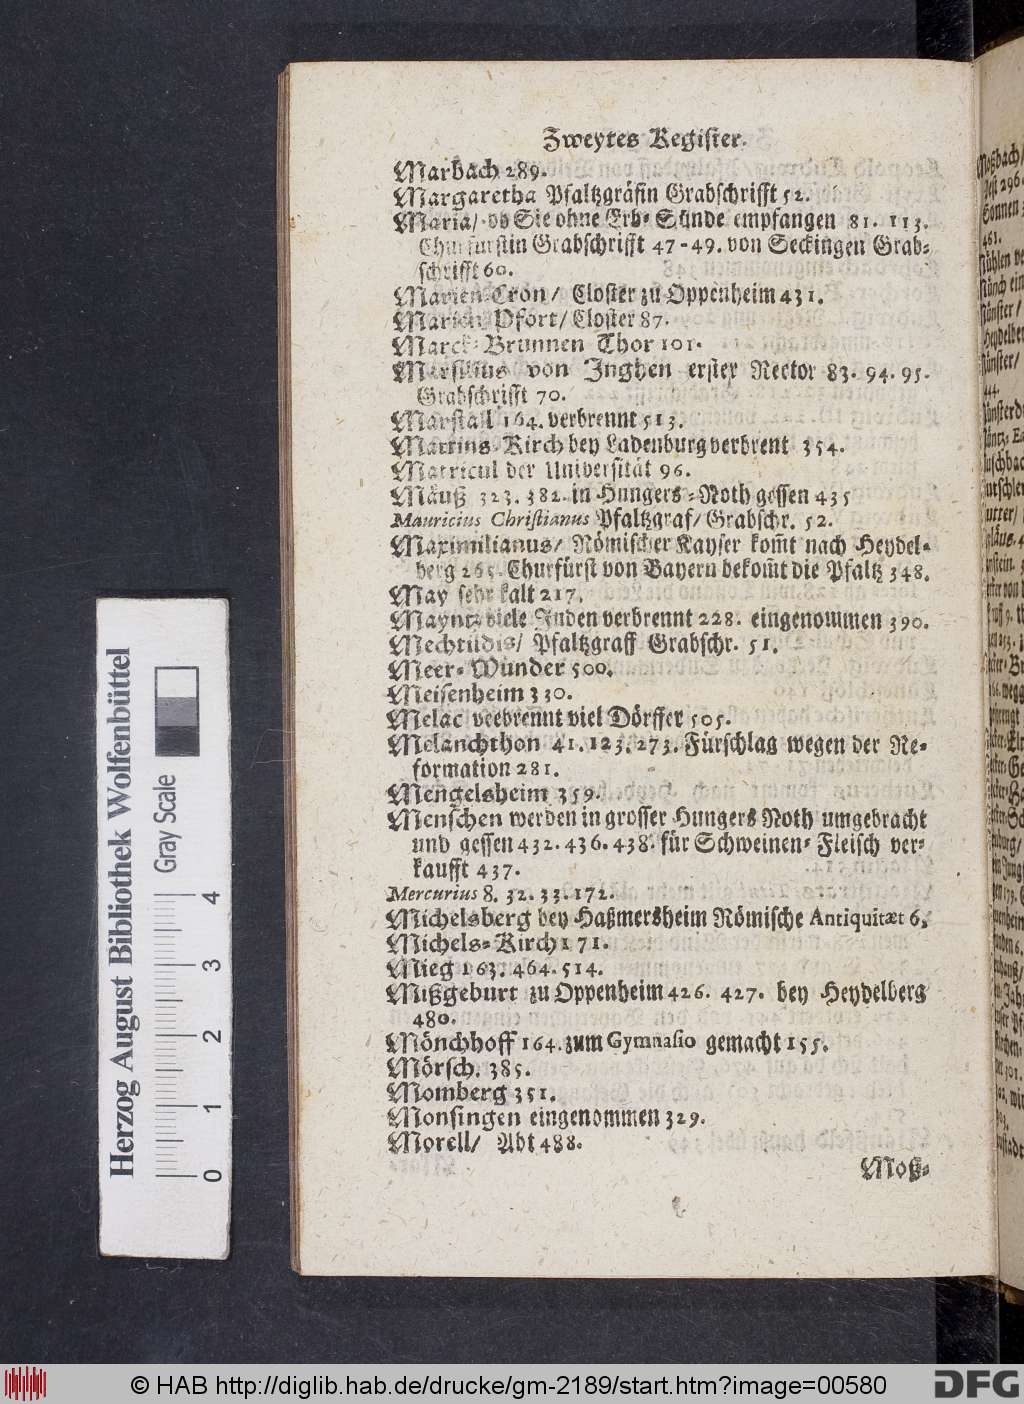 Zweytes Register.
Marbach 289.
Margaretha Pfaltzgräfin Grabschrifft 52.
Maria/ ob Sie ohne Erb-Sünde empfangen 81. 113.
Churfürstin Grabschrifft 47-49. von Seckingen Grab-
schrifft 60.
Marien-Cron/ Closter zu Oppenheim 431.
Marien-Pfort/ Closter 87.
Marck-Brunnen Thor 101.
Marsilius von Inghen erster Rector 83. 94. 95.
Grabschrifft 70.
Marstall 164. verbrennt 513.
Martins-Kirch bey Ladenburg verbrent 354.
Matricul der Universität 96.
Mäuß 323. 382. in Hungers-Noth gessen 435
Mauricius Christianus Pfaltzgraf/ Grabschr. 52.
Maximilianus/ Römischer Kayser kom̃t nach Heydel-
berg 265. Churfürst von Bayern bekom̃t die Pfaltz 348.
May sehr kalt 217.
Mayntz viele Juden verbrennt 228. eingenommen 390.
Mechtildis/ Pfaltzgraff Grabschr. 51.
Meer-Wunder 500.
Meisenheim 330.
Melac veebrennt viel Dörffer 505.
Melanchthon 41. 123. 273. Fürschlag wegen der Re-
formation 281.
Mengelsheim 359.
Menschen werden in grosser Hungers Noth umgebracht
und gessen 432. 436. 438. für Schweinen-Fleisch ver-
kaufft 437.
Mercurius 8. 32. 33. 172.
Michelsberg bey Haßmersheim Römische Antiquitæt 6.
Michels-Kirch 171.
Mieg 163. 464. 514.
Mißgeburt zu Oppenheim 426. 427. bey Heydelberg
480.
Mönchhoff 164. zum Gymnasio gemacht 155.
Mörsch. 385.
Momberg 351.
Monsingen eingenommen 329.
Morell/ Abt 488.
Moß-
Herzog August Bibliothek Wolfenbüttel
Gray Scale
0 1 2 3 4
© HAB http://diglib.hab.de/drucke/gm-2189/start.htm?image=00580
DFG